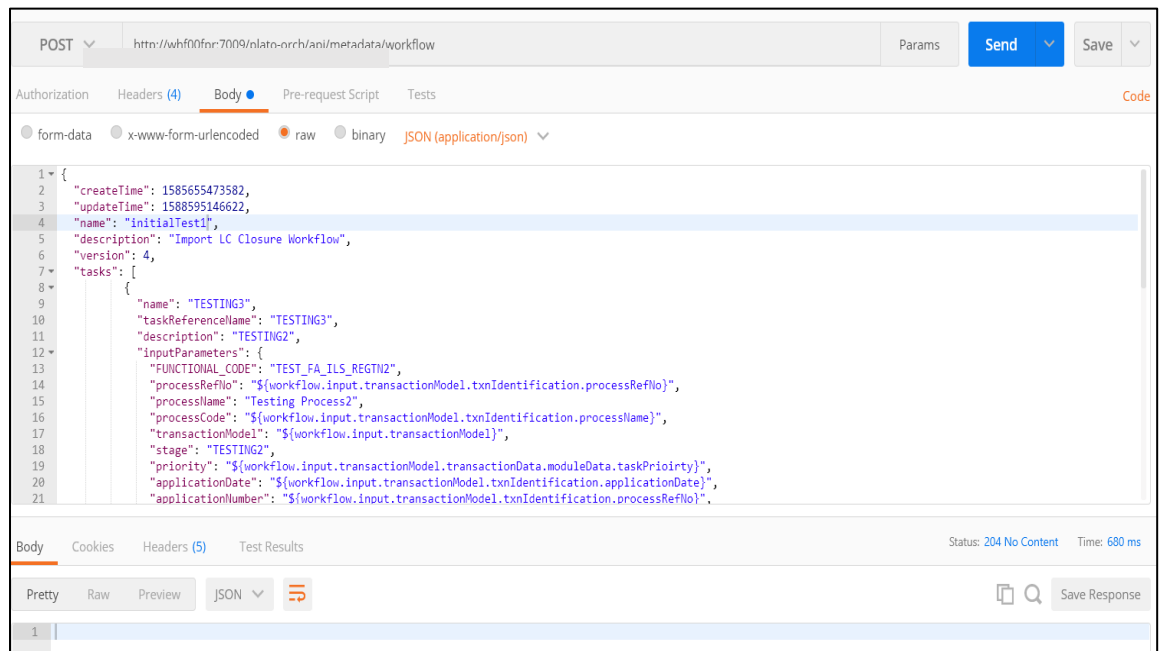 POST http://whf00fpr:7009/plato-orch/api/metadata/workflow Params Send Save
Authorization Headers (4) Body Pre-request Script Tests Code
form-data x-www-form-urlencoded raw binary JSON (application/json)
1 {
2 "createTime": 1585655473582,
3 "updateTime": 1588595146622,
4 "name": "initialTest1",
5 "description": "Import LC Closure Workflow",
6 "version": 4,
7 "tasks": [
8 {
9 "name": "TESTING3",
10 "taskReferenceName": "TESTING3",
11 "description": "TESTING2",
12 "inputParameters": {
13 "FUNCTIONAL_CODE": "TEST_FA_ILS_REGTN2",
14 "processRefNo": "${workflow.input.transactionModel.txnIdentification.processRefNo}",
15 "processName": "Testing Process2",
16 "processCode": "${workflow.input.transactionModel.txnIdentification.processName}",
17 "transactionModel": "${workflow.input.transactionModel}",
18 "stage": "TESTING2",
19 "priority": "${workflow.input.transactionModel.transactionData.moduleData.taskPrioirty}",
20 "applicationDate": "${workflow.input.transactionModel.txnIdentification.applicationDate}",
21 "applicationNumber": "${workflow.input.transactionModel.txnIdentification.processRefNo}",
Body Cookies Headers (5) Test Results Status: 204 No Content Time: 680 ms
Pretty Raw Preview JSON Save Response
1